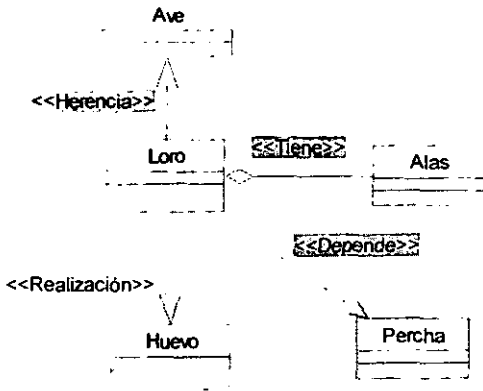 Ave
<<Herencia>>
Loro
<<Tiene>>
Alas
<<Depende>>
<<Realización>>
Huevo
Percha